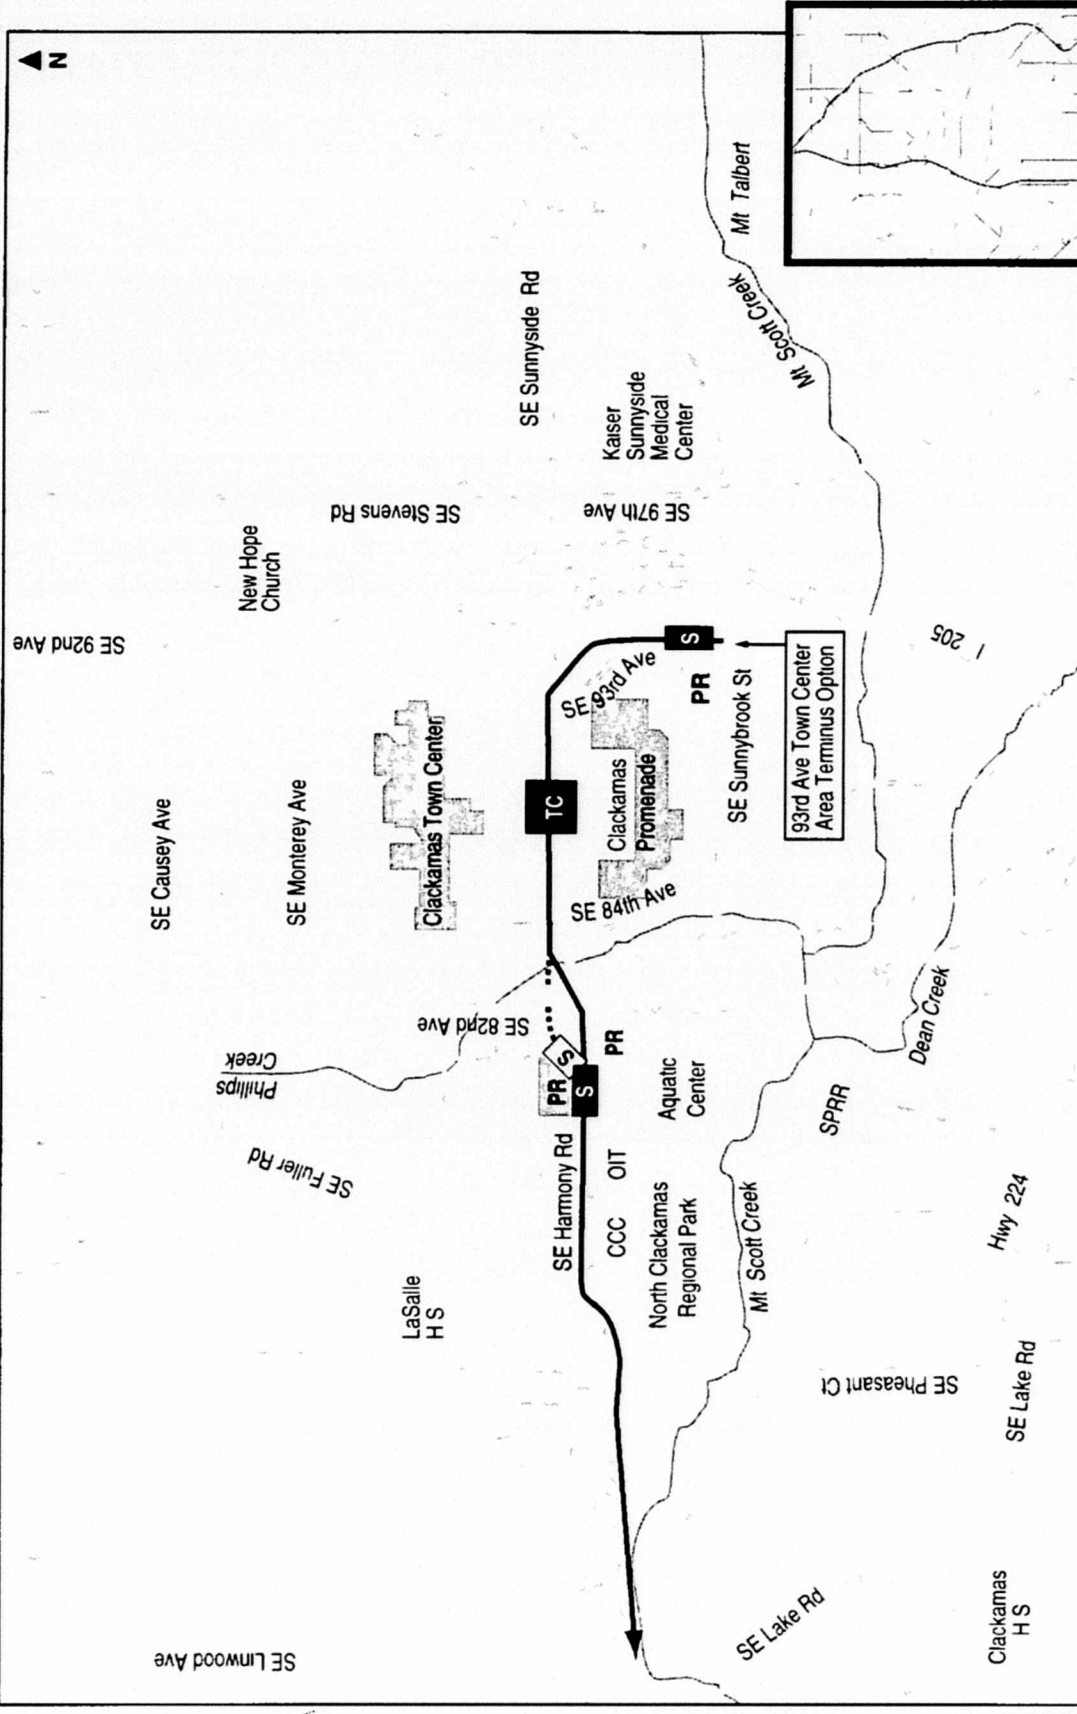 N
SE 92nd Ave
SE Causey Ave
SE Linwood Ave
New Hope
Church
SE Monterey Ave
Phillips
Creek
SE Fuller Rd
SE Stevens Rd
Clackamas Town Center
SE 82nd Ave
LaSalle
H S
SE Sunnyside Rd
TC
S
PR
S
SE Harmony Rd
SE 93rd Ave
SE 84th Ave
Kaiser
Sunnyside
Medical
Center
SE 97th Ave
Clackamas
Promenade
PR
OIT
CCC
S
PR
Aquatic
Center
North Clackamas
Regional Park
Mt Talbert
Mt Scott Creek
SE Sunnybrook St
Mt Scott Creek
93rd Ave Town Center
Area Terminus Option
SPRR
SE Pheasant Ct
SE Lake Rd
I 205
Dean Creek
Hwy 224
SE Lake Rd
Clackamas
H S